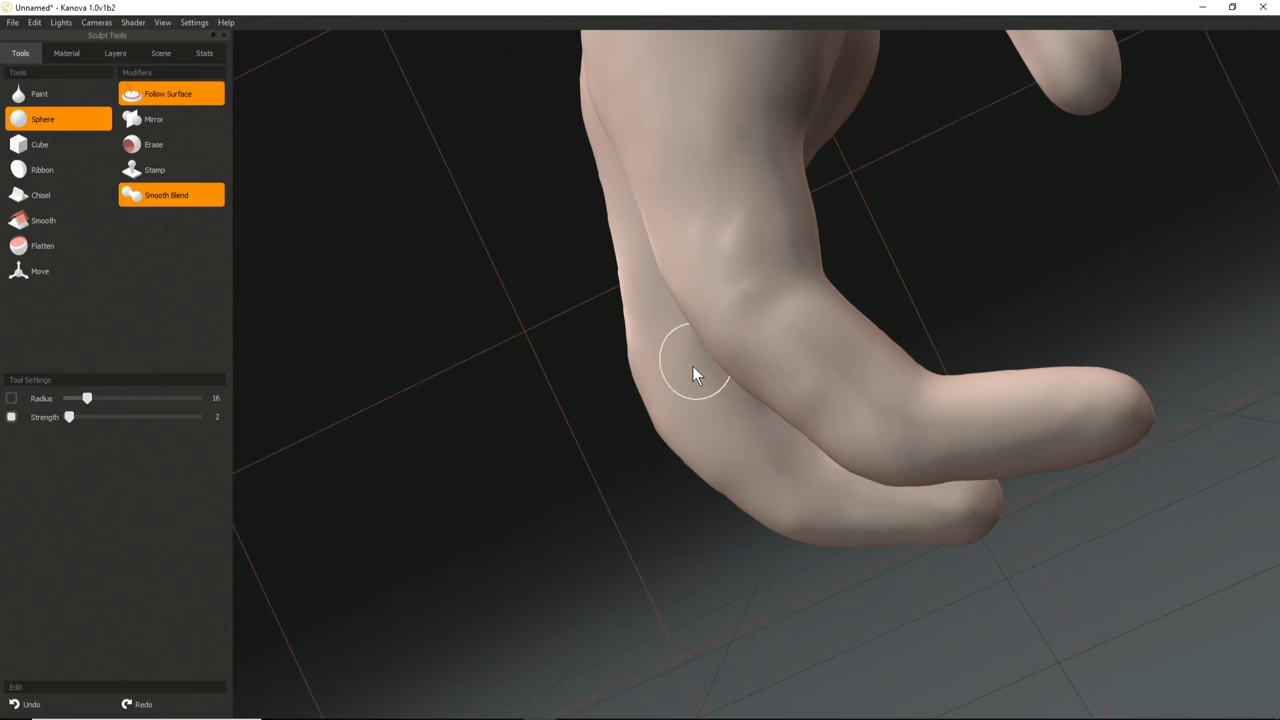 Unnamed* - Kanova 1.0v1b2
File Edit Lights Cameras Shader View Settings Help
Sculpt Tools
Tools Material Layers Scene Stats
Tools Modifiers
Paint Follow Surface
Sphere Mirror
Cube Erase
Ribbon Stamp
Chisel Smooth Blend
Smooth
Flatten
Move
Tool Settings
Radius 16
Strength 2
Edit
Undo Redo